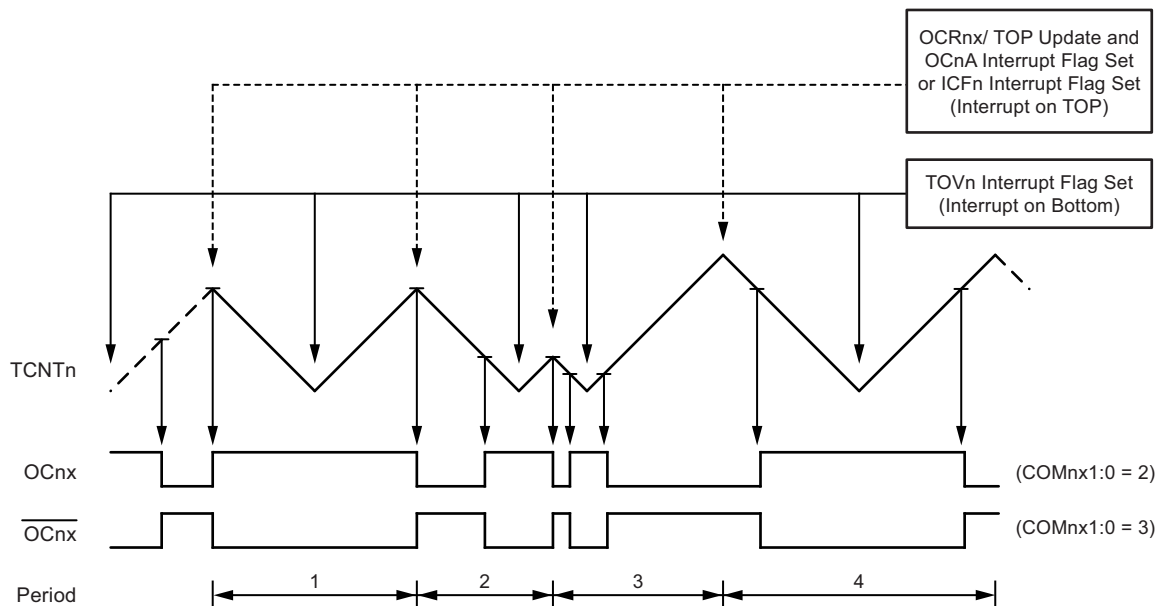 OCRnx/ TOP Update and
OCnA Interrupt Flag Set
or ICFn Interrupt Flag Set
(Interrupt on TOP)
TOVn Interrupt Flag Set
(Interrupt on Bottom)
TCNTn
OCnx
(COMnx1:0 = 2)
OCnx
(COMnx1:0 = 3)
Period
1
2
3
4